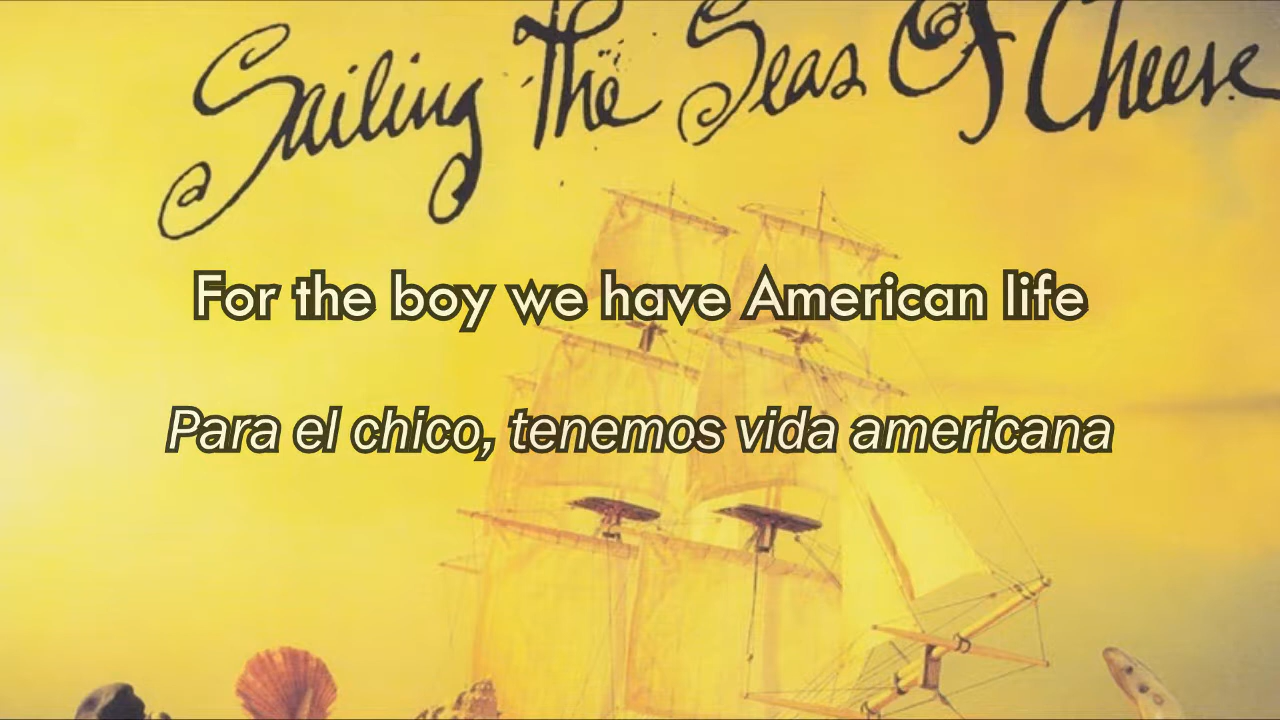 Sailing The Seas Of Cheese
For the boy we have American life
Para el chico, tenemos vida americana